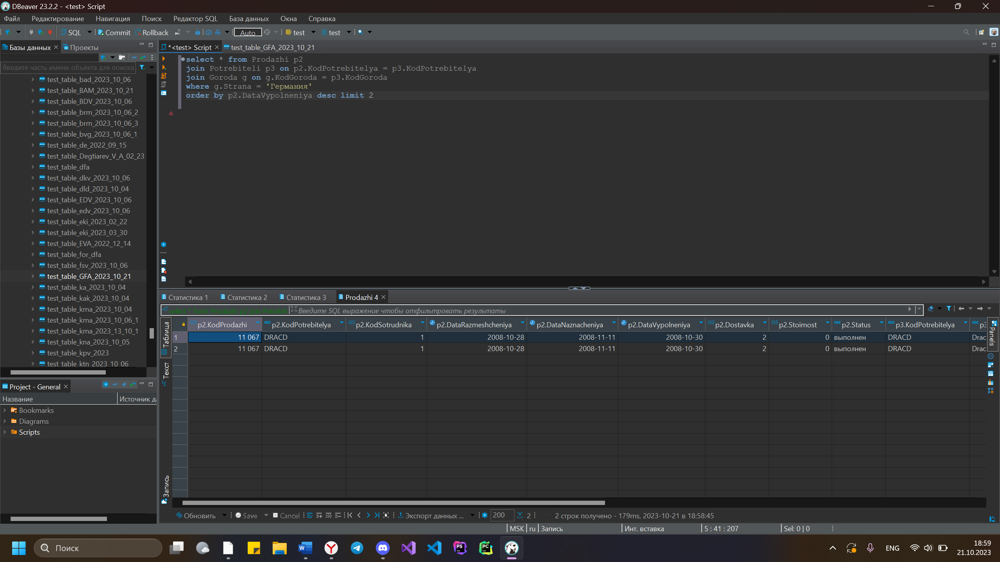 DBeaver 23.2.2 - <test> Script
Файл Редактирование Навигация Поиск Редактор SQL База данных Окна Справка
SQL Commit Rollback Auto test test
Базы данных Проекты
*<test> Script test_table_GFA_2023_10_21
Введите часть имени объекта для поиска
test_table_bad_2023_10_06
test_table_BAM_2023_10_21
test_table_BDV_2023_10_06
test_table_brm_2023_10_06_2
test_table_brm_2023_10_06_3
test_table_bvg_2023_10_06_1
test_table_de_2022_09_15
test_table_Degtiarev_V_A_02_23
test_table_dfa
test_table_dkv_2023_10_06
test_table_dld_2023_10_04
test_table_EDV_2023_10_06
test_table_edv_2023_10_06
test_table_eki_2023_02_22
test_table_eki_2023_03_30
test_table_EVA_2022_12_14
test_table_for_dfa
test_table_fsv_2023_10_06
test_table_GFA_2023_10_21
test_table_ka_2023_10_04
test_table_kak_2023_10_04
test_table_kma_2023_10_04
test_table_kma_2023_10_06_1
test_table_kma_2023_13_10_1
test_table_kna_2023_10_05
test_table_kpv_2023
test_table_ktn_2023_10_06
Project - General
Название Источник да
Bookmarks
Diagrams
Scripts
select * from Prodazhi p2
join Potrebiteli p3 on p2.KodPotrebitelya = p3.KodPotrebitelya
join Goroda g on g.KodGoroda = p3.KodGoroda
where g.Strana = 'Германия'
order by p2.DataVypolneniya desc limit 2
Статистика 1 Статистика 2 Статистика 3 Prodazhi 4
select * from Prodazhi p2 join Potrebit Введите SQL выражение чтобы отфильтровать результаты
Таблица
Текст
Запись
Panels
123 p2.KodProdazhi ABC p2.KodPotrebitelya 123 p2.KodSotrudnika p2.DataRazmeshcheniya p2.DataNaznacheniya p2.DataVypolneniya 123 p2.Dostavka 123 p2.Stoimost ABC p2.Status ABC p3.KodPotrebitelya ABC p3
1 11 067 DRACD 1 2008-10-28 2008-11-11 2008-10-30 2 0 выполнен DRACD Drac
2 11 067 DRACD 1 2008-10-28 2008-11-11 2008-10-30 2 0 выполнен DRACD Drac
Обновить Save Cancel Экспорт данных ... 200 2 2 строк получено - 179ms, 2023-10-21 в 18:58:45
MSK ru Запись Инт. вставка 5 : 41 : 207 Sel: 0 | 0
Поиск
W
PS
PC
ENG
18:59
21.10.2023